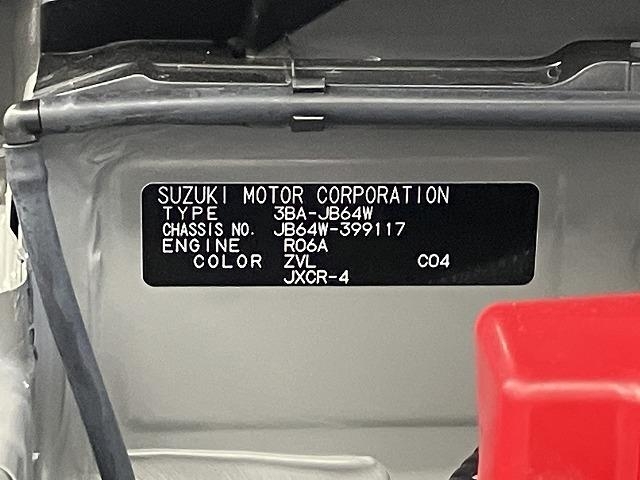 SUZUKI MOTOR CORPORATION
TYPE 3BA-JB64W
CHASSIS NO. JB64W-399117
ENGINE R06A
COLOR ZVL C04
JXCR-4